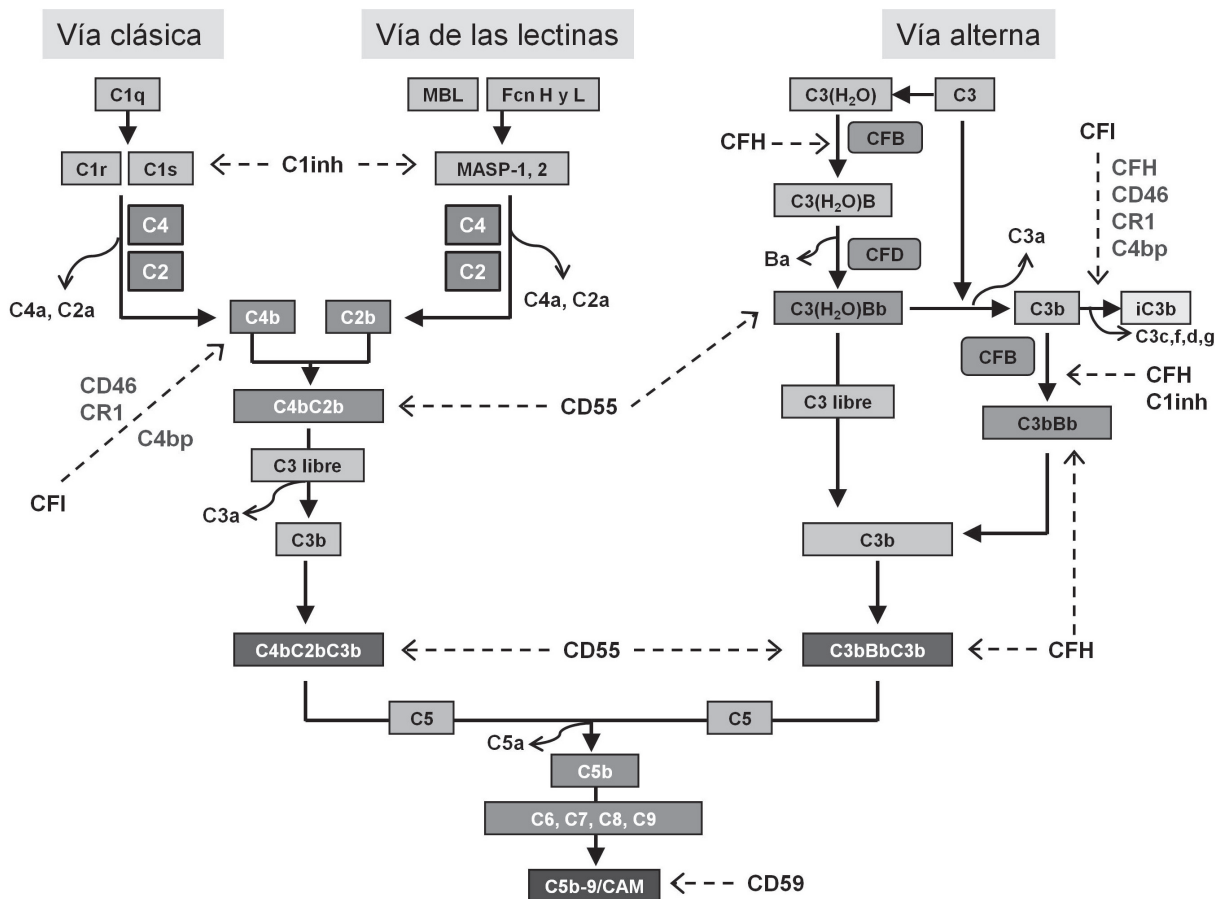 Vía clásica
Vía de las lectinas
Vía alterna
C1q
MBL
Fcn H y L
C3(H₂O)
C3
CFH
CFB
CFI
C1r
C1s
C1inh
MASP-1, 2
CFH
CD46
CR1
C4bp
C3(H₂O)B
C4
C2
C4
C2
Ba
CFD
C3a
C4a, C2a
C4a, C2a
C4b
C2b
C3(H₂O)Bb
C3b
iC3b
C3c,f,d,g
CFB
CD46
CR1
C4bp
C4bC2b
CD55
C3 libre
CFH
C1inh
C3bBb
C3 libre
CFI
C3a
C3b
C3b
C4bC2bC3b
CD55
C3bBbC3b
CFH
C5
C5
C5a
C5b
C6, C7, C8, C9
C5b-9/CAM
CD59